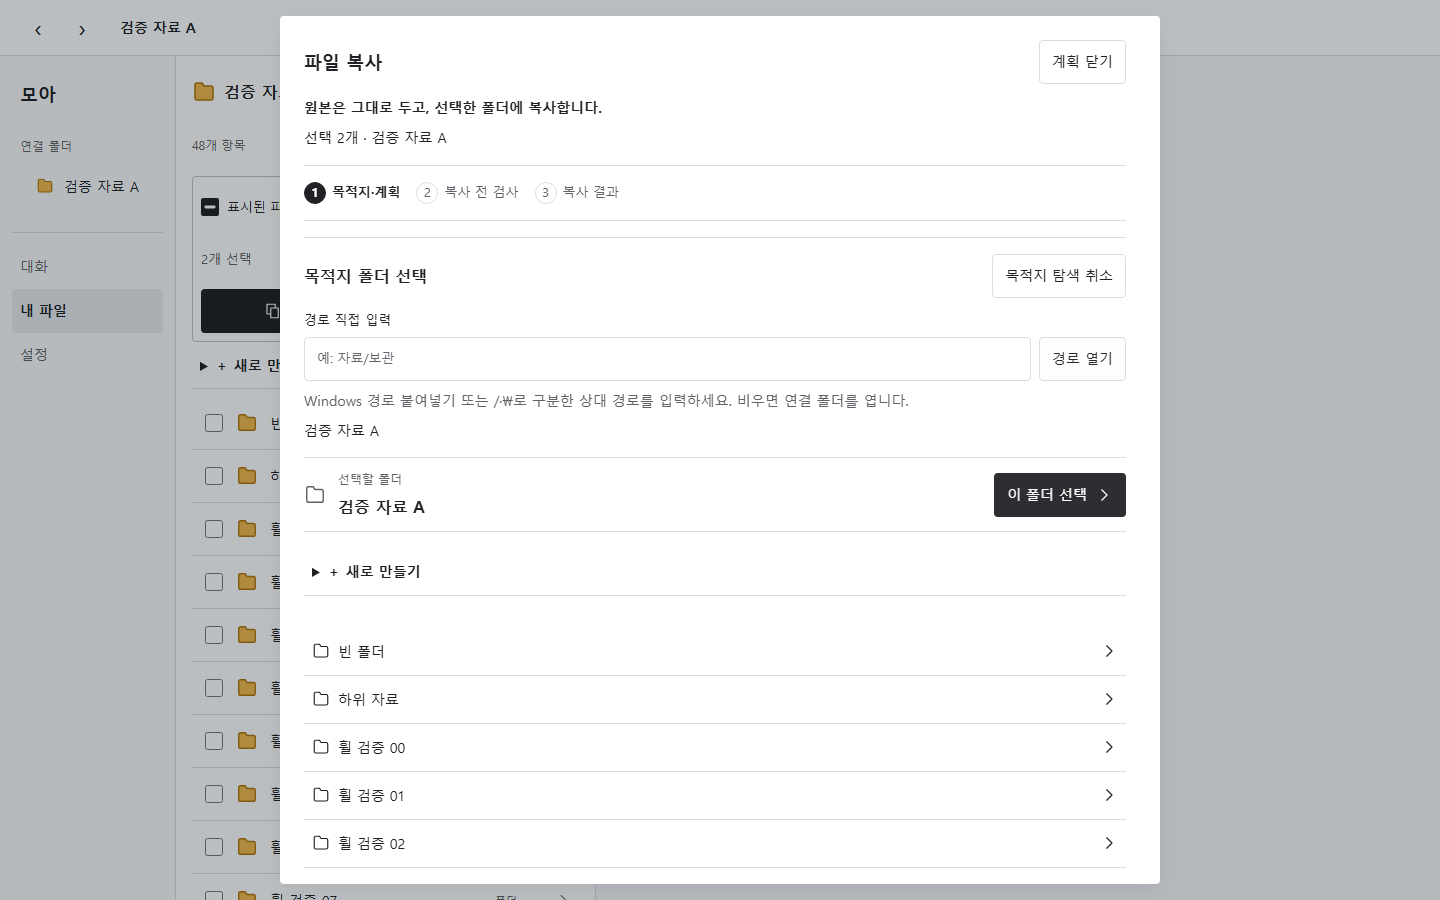 검증 자료 A
모아
연결 폴더
검증 자료 A
대화
내 파일
설정
검증
48개 항목
표시된
2개 선택
+ 새로
파일 복사
계획 닫기
원본은 그대로 두고, 선택한 폴더에 복사합니다.
선택 2개 · 검증 자료 A
1 목적지·계획 2 복사 전 검사 3 복사 결과
목적지 폴더 선택
목적지 탐색 취소
경로 직접 입력
예: 자료/보관
경로 열기
Windows 경로 붙여넣기 또는 /·₩로 구분한 상대 경로를 입력하세요. 비우면 연결 폴더를 엽니다.
검증 자료 A
선택할 폴더
검증 자료 A
이 폴더 선택
+ 새로 만들기
빈 폴더
하위 자료
휠 검증 00
휠 검증 01
휠 검증 02